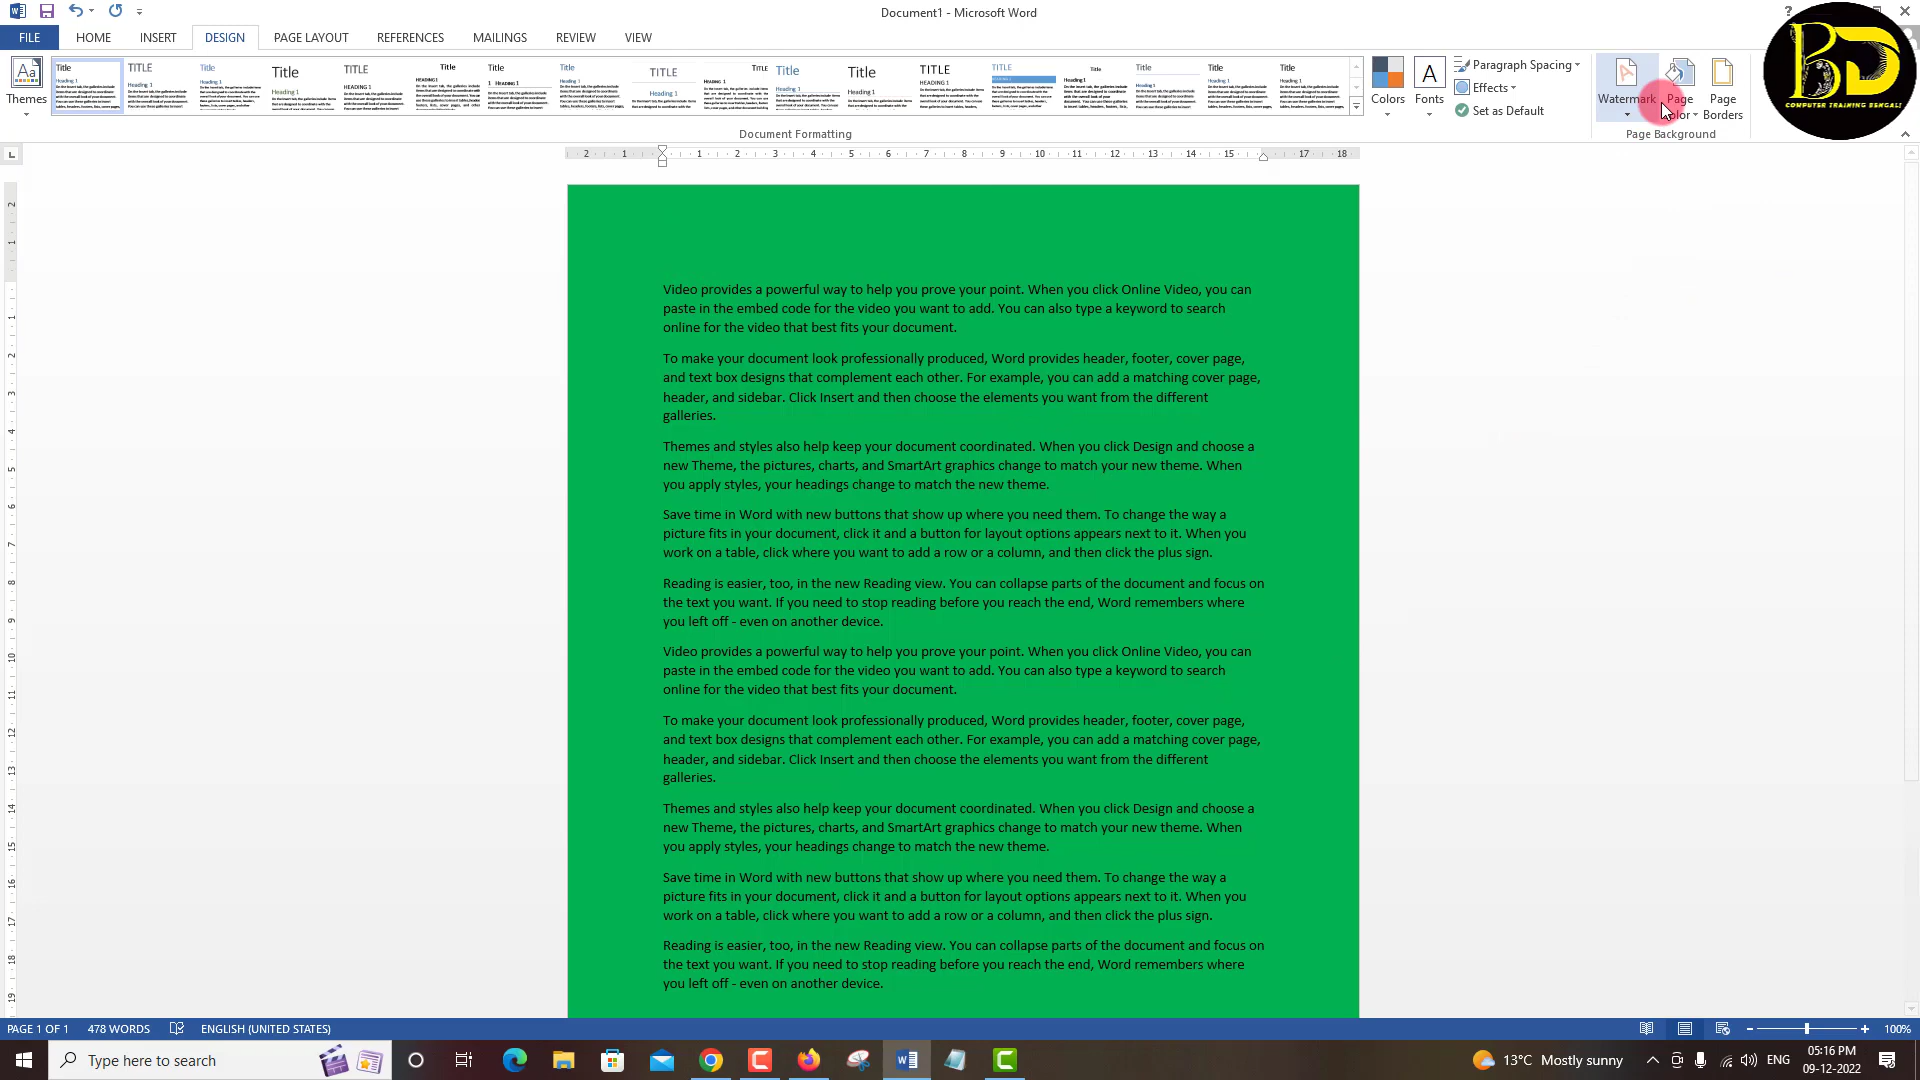 Document1 - Microsoft Word
?
FILE
HOME
INSERT
DESIGN
PAGE LAYOUT
REFERENCES
MAILINGS
REVIEW
VIEW
Themes
Colors
Fonts
Paragraph Spacing
Effects
Set as Default
Watermark
Page
Page
Borders
Document Formatting
Page Background
BD
COMPUTER TRAINING BENGALI
Video provides a powerful way to help you prove your point. When you click Online Video, you can
paste in the embed code for the video you want to add. You can also type a keyword to search
online for the video that best fits your document.
To make your document look professionally produced, Word provides header, footer, cover page,
and text box designs that complement each other. For example, you can add a matching cover page,
header, and sidebar. Click Insert and then choose the elements you want from the different
galleries.
Themes and styles also help keep your document coordinated. When you click Design and choose a
new Theme, the pictures, charts, and SmartArt graphics change to match your new theme. When
you apply styles, your headings change to match the new theme.
Save time in Word with new buttons that show up where you need them. To change the way a
picture fits in your document, click it and a button for layout options appears next to it. When you
work on a table, click where you want to add a row or a column, and then click the plus sign.
Reading is easier, too, in the new Reading view. You can collapse parts of the document and focus on
the text you want. If you need to stop reading before you reach the end, Word remembers where
you left off - even on another device.
Video provides a powerful way to help you prove your point. When you click Online Video, you can
paste in the embed code for the video you want to add. You can also type a keyword to search
online for the video that best fits your document.
To make your document look professionally produced, Word provides header, footer, cover page,
and text box designs that complement each other. For example, you can add a matching cover page,
header, and sidebar. Click Insert and then choose the elements you want from the different
galleries.
Themes and styles also help keep your document coordinated. When you click Design and choose a
new Theme, the pictures, charts, and SmartArt graphics change to match your new theme. When
you apply styles, your headings change to match the new theme.
Save time in Word with new buttons that show up where you need them. To change the way a
picture fits in your document, click it and a button for layout options appears next to it. When you
work on a table, click where you want to add a row or a column, and then click the plus sign.
Reading is easier, too, in the new Reading view. You can collapse parts of the document and focus on
the text you want. If you need to stop reading before you reach the end, Word remembers where
you left off - even on another device.
PAGE 1 OF 1
478 WORDS
ENGLISH (UNITED STATES)
100%
Type here to search
13°C Mostly sunny
ENG
05:16 PM
09-12-2022